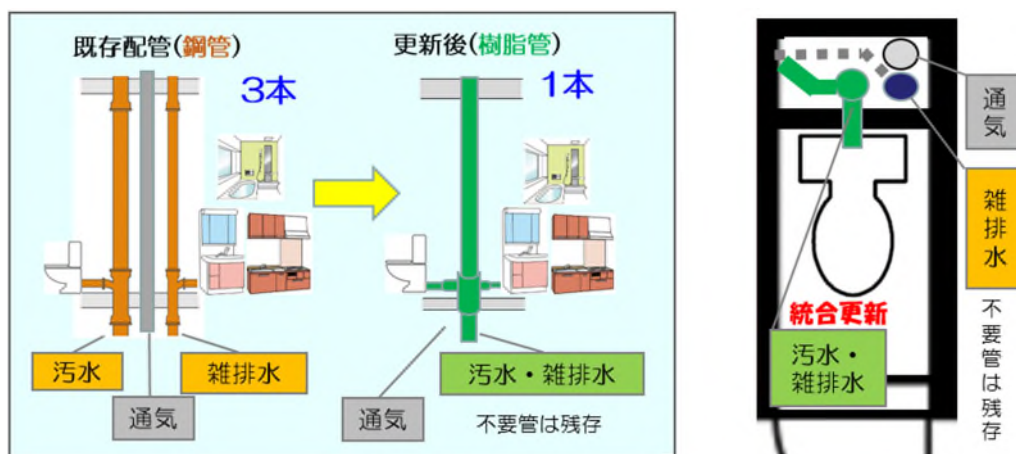 既存配管(鋼管)
3本
更新後(樹脂管)
1本
汚水
雑排水
通気
通気
汚水・雑排水
不要管は残存
通気
雑排水
不要管は残存
統合更新
汚水・
雑排水